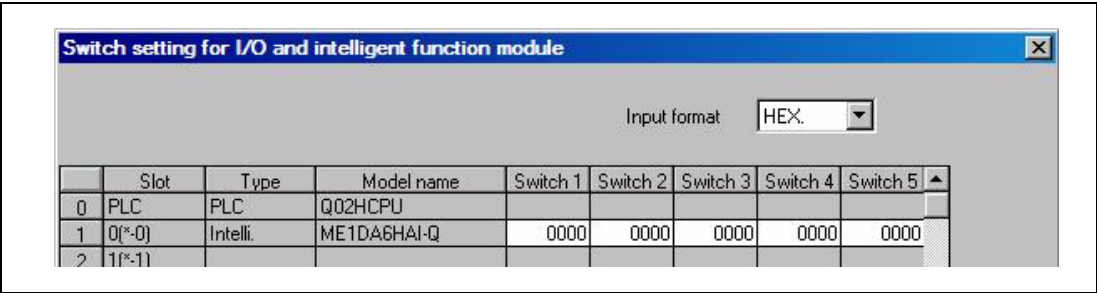 Switch setting for I/O and intelligent function module
Input format HEX.
Slot Type Model name Switch 1 Switch 2 Switch 3 Switch 4 Switch 5
0 PLC PLC Q02HCPU
1 0(*-0) Intelli. ME1DA6HAI-Q 0000 0000 0000 0000 0000
2 1(*-1)